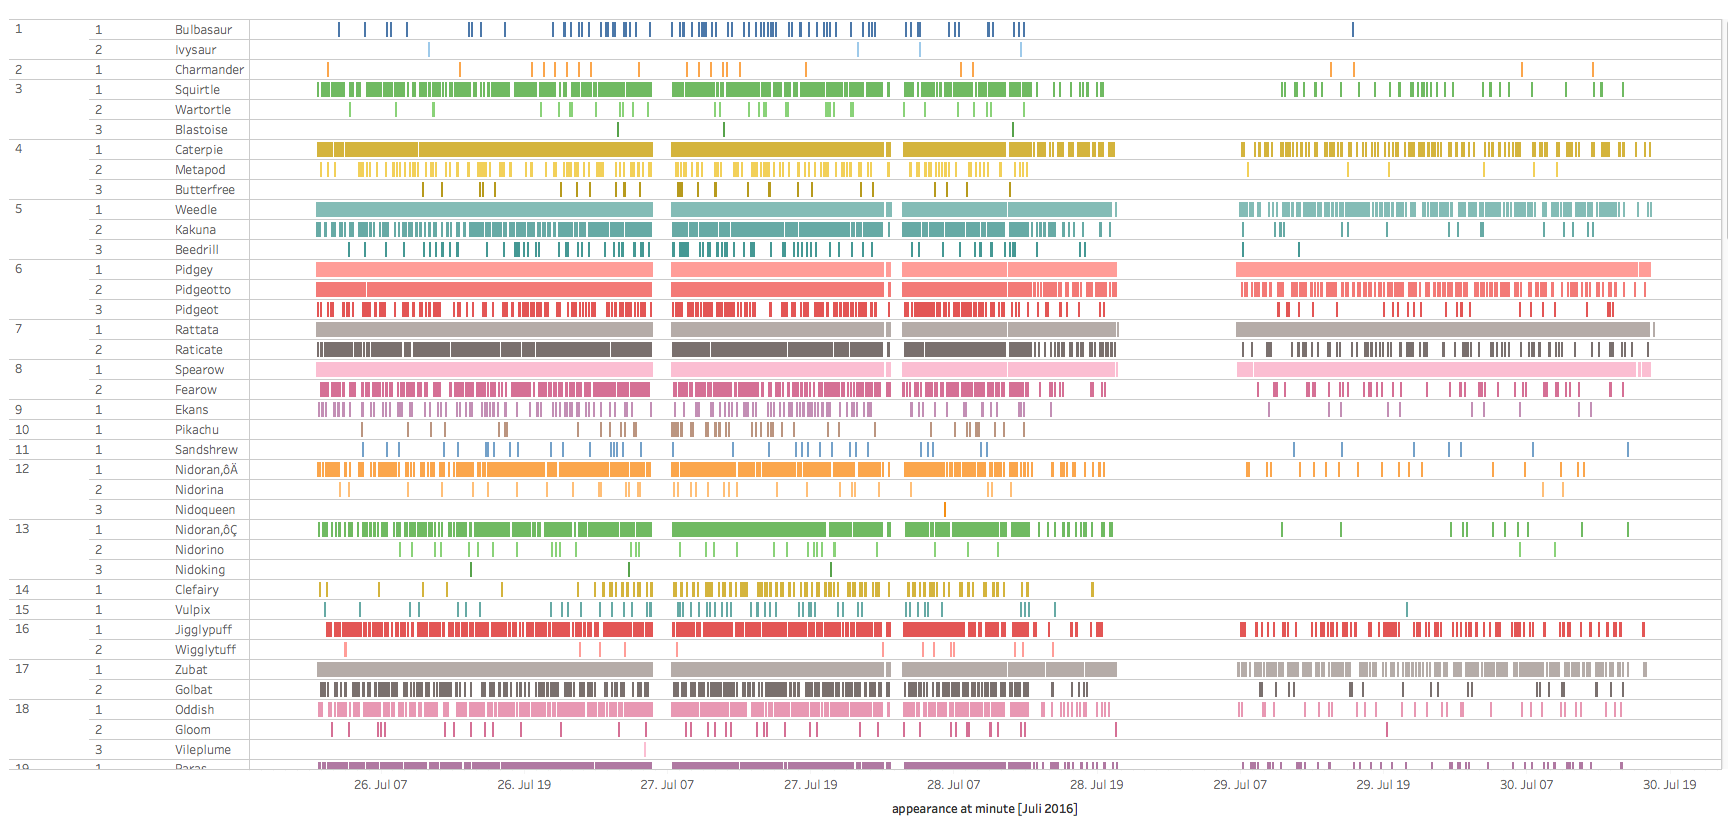 1 1 Bulbasaur
2 Ivysaur
2 1 Charmander
3 1 Squirtle
2 Wartortle
3 Blastoise
4 1 Caterpie
2 Metapod
3 Butterfree
5 1 Weedle
2 Kakuna
3 Beedrill
6 1 Pidgey
2 Pidgeotto
3 Pidgeot
7 1 Rattata
2 Raticate
8 1 Spearow
2 Fearow
9 1 Ekans
10 1 Pikachu
11 1 Sandshrew
12 1 Nidoran‚ôÄ
2 Nidorina
3 Nidoqueen
13 1 Nidoran‚ôÇ
2 Nidorino
3 Nidoking
14 1 Clefairy
15 1 Vulpix
16 1 Jigglypuff
2 Wigglytuff
17 1 Zubat
2 Golbat
18 1 Oddish
2 Gloom
3 Vileplume
19 1 Paras
26. Jul 07 26. Jul 19 27. Jul 07 27. Jul 19 28. Jul 07 28. Jul 19 29. Jul 07 29. Jul 19 30. Jul 07 30. Jul 19
appearance at minute [Juli 2016]